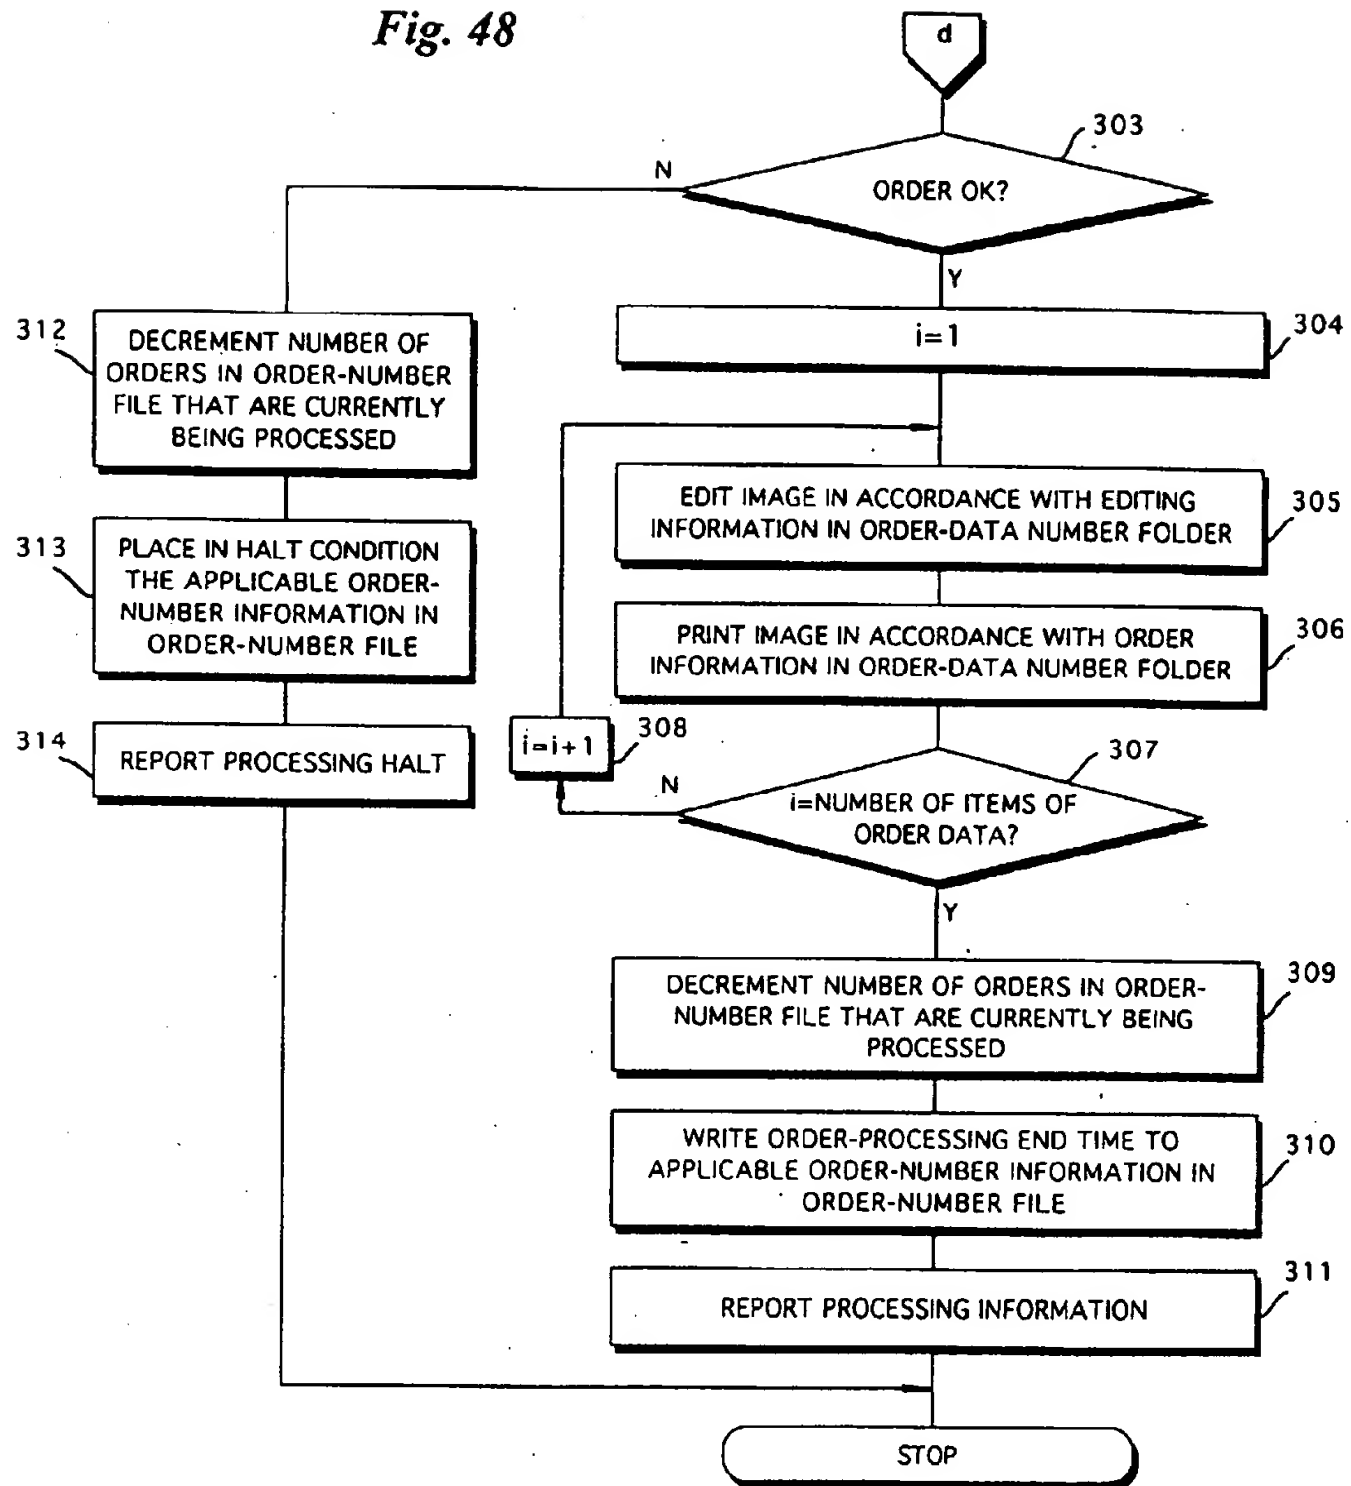 Fig. 48
d
303
N
ORDER OK?
Y
304
i=1
312
DECREMENT NUMBER OF
ORDERS IN ORDER-NUMBER
FILE THAT ARE CURRENTLY
BEING PROCESSED
305
EDIT IMAGE IN ACCORDANCE WITH EDITING
INFORMATION IN ORDER-DATA NUMBER FOLDER
313
PLACE IN HALT CONDITION
THE APPLICABLE ORDER-
NUMBER INFORMATION IN
ORDER-NUMBER FILE
306
PRINT IMAGE IN ACCORDANCE WITH ORDER
INFORMATION IN ORDER-DATA NUMBER FOLDER
314
REPORT PROCESSING HALT
i=i+1
308
307
N
i=NUMBER OF ITEMS OF
ORDER DATA?
Y
309
DECREMENT NUMBER OF ORDERS IN ORDER-
NUMBER FILE THAT ARE CURRENTLY BEING
PROCESSED
310
WRITE ORDER-PROCESSING END TIME TO
APPLICABLE ORDER-NUMBER INFORMATION IN
ORDER-NUMBER FILE
311
REPORT PROCESSING INFORMATION
STOP